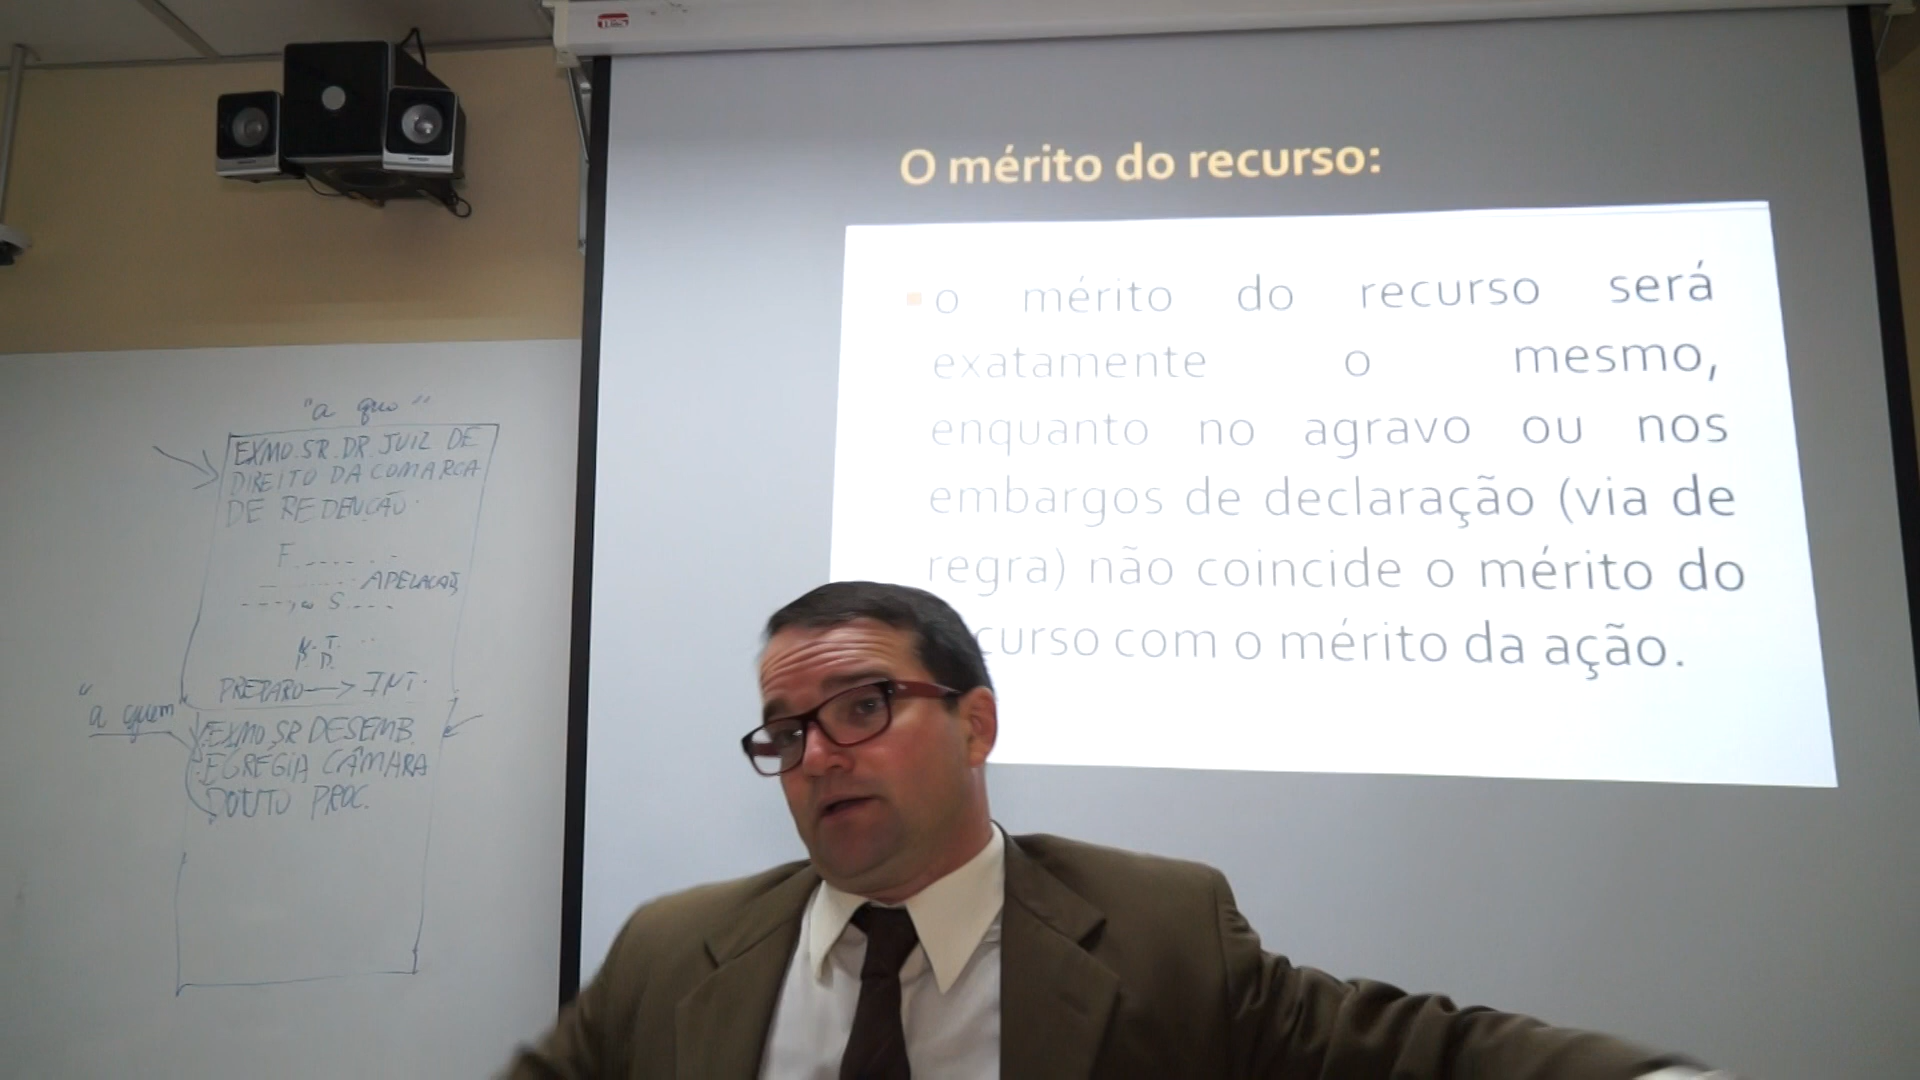 TES
O mérito do recurso:
o mérito do recurso será
exatamente o mesmo,
enquanto no agravo ou nos
embargos de declaração (via de
regra) não coincide o mérito do
curso com o mérito da ação.
"a quo"
EXMO. SR. DR. JUIZ DE
DIREITO DA COMARCA
DE REDENÇÃO.
F
APELAÇÃO
S
P. D.
PREPARO → INT.
"a quem
EXMO SR DESEMB.
EGRÉGIA CÂMARA
DOUTO PROC.